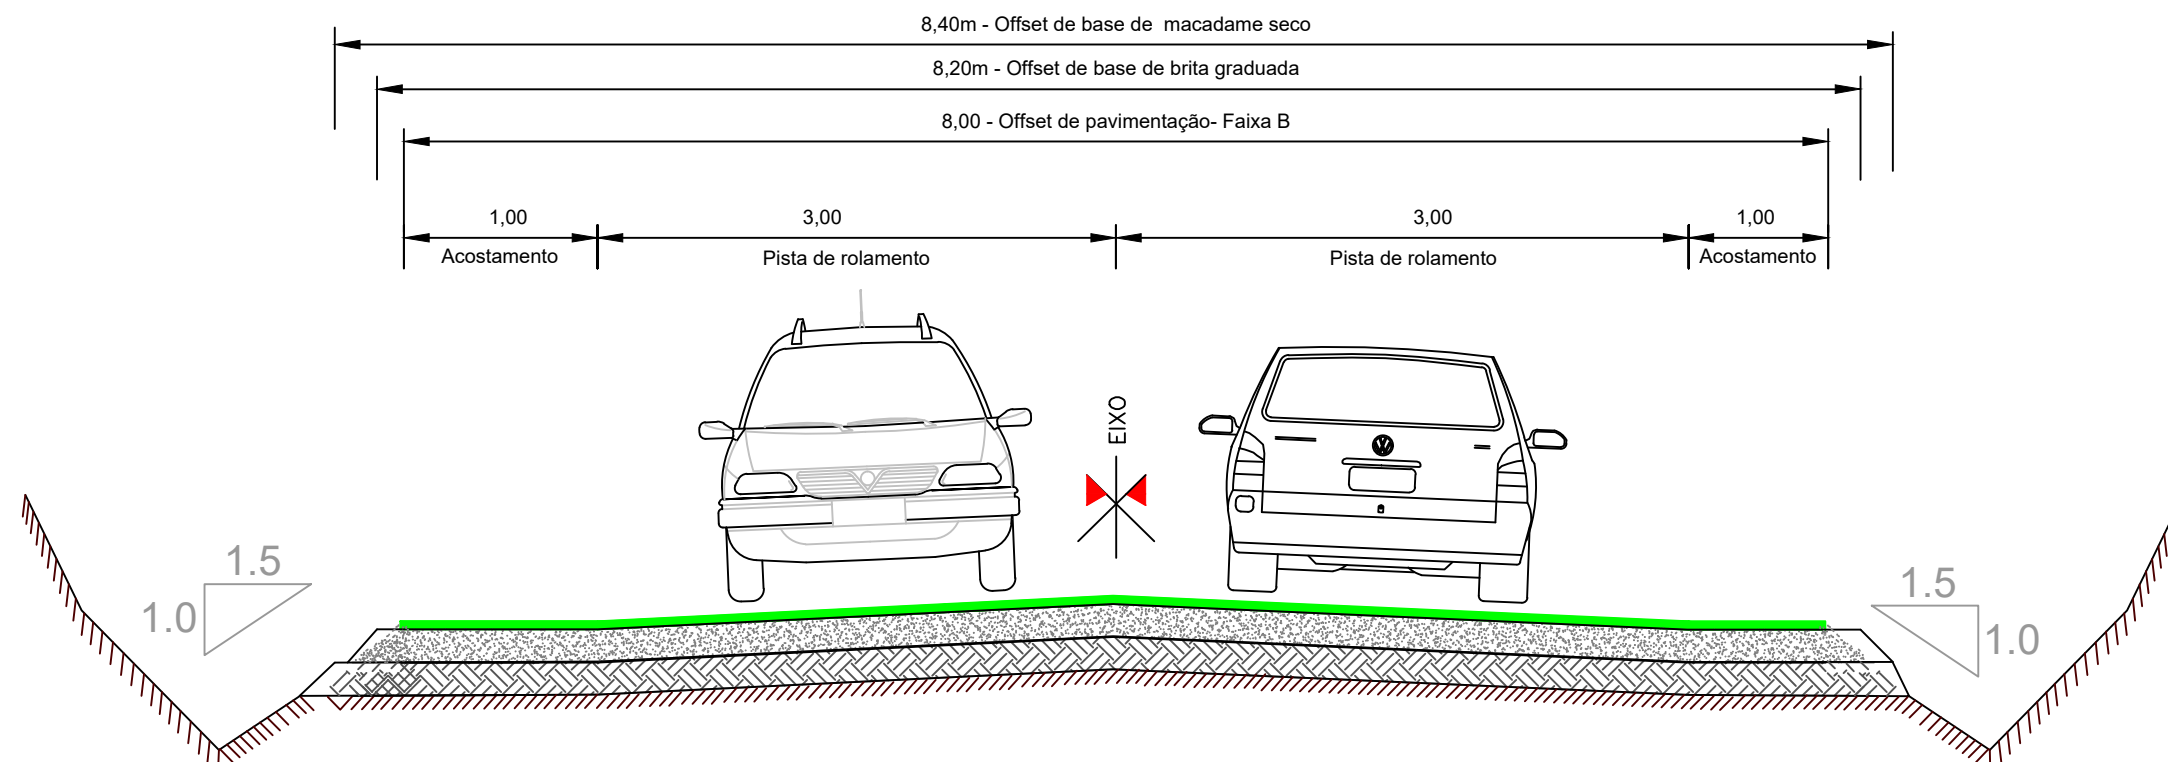 8,40m - Offset de base de  macadame seco
8,20m - Offset de base de brita graduada
8,00 - Offset de pavimentação- Faixa B
1,00
3,00
3,00
1,00
Acostamento
Pista de rolamento
Pista de rolamento
Acostamento
EIXO
1.5
1.0
1.5
1.0